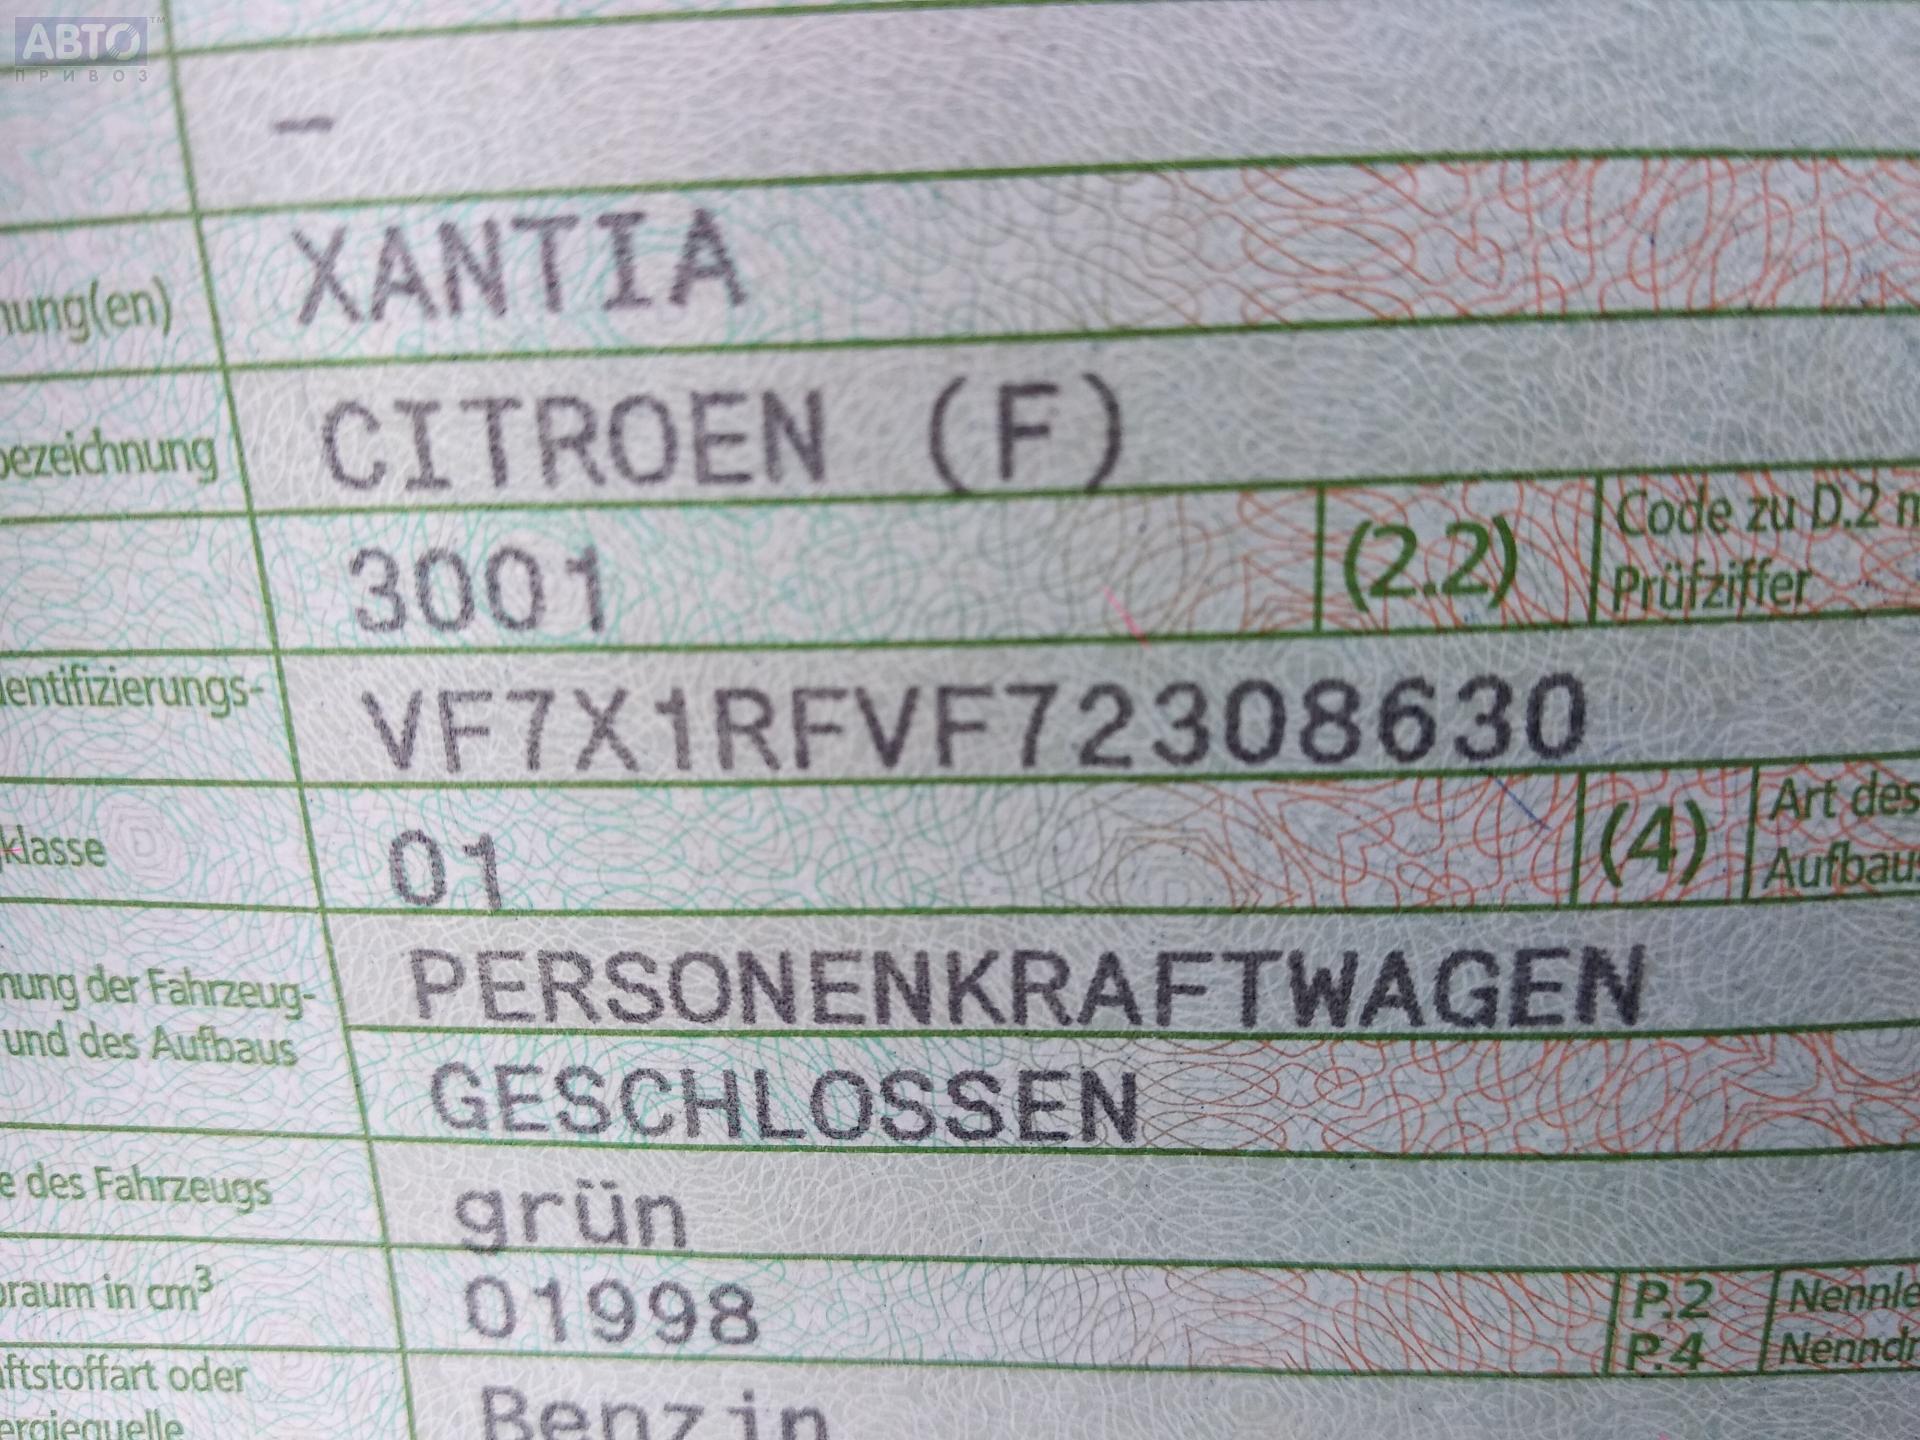 АВТО™
ПРИВОЗ
–
nung(en) XANTIA
bezeichnung CITROEN (F)
3001 (2.2) Code zu D.2 m
Prüfziffer
dentifizierungs- VF7X1RFVF72308630
klasse 01 (4) Art des
Aufbaus
nung der Fahrzeug- PERSONENKRAFTWAGEN
und des Aufbaus GESCHLOSSEN
e des Fahrzeugs grün
raum in cm³ 01998 P.2 Nennle
P.4 Nenndr
ftstoffart oder Benzin
ergiequelle